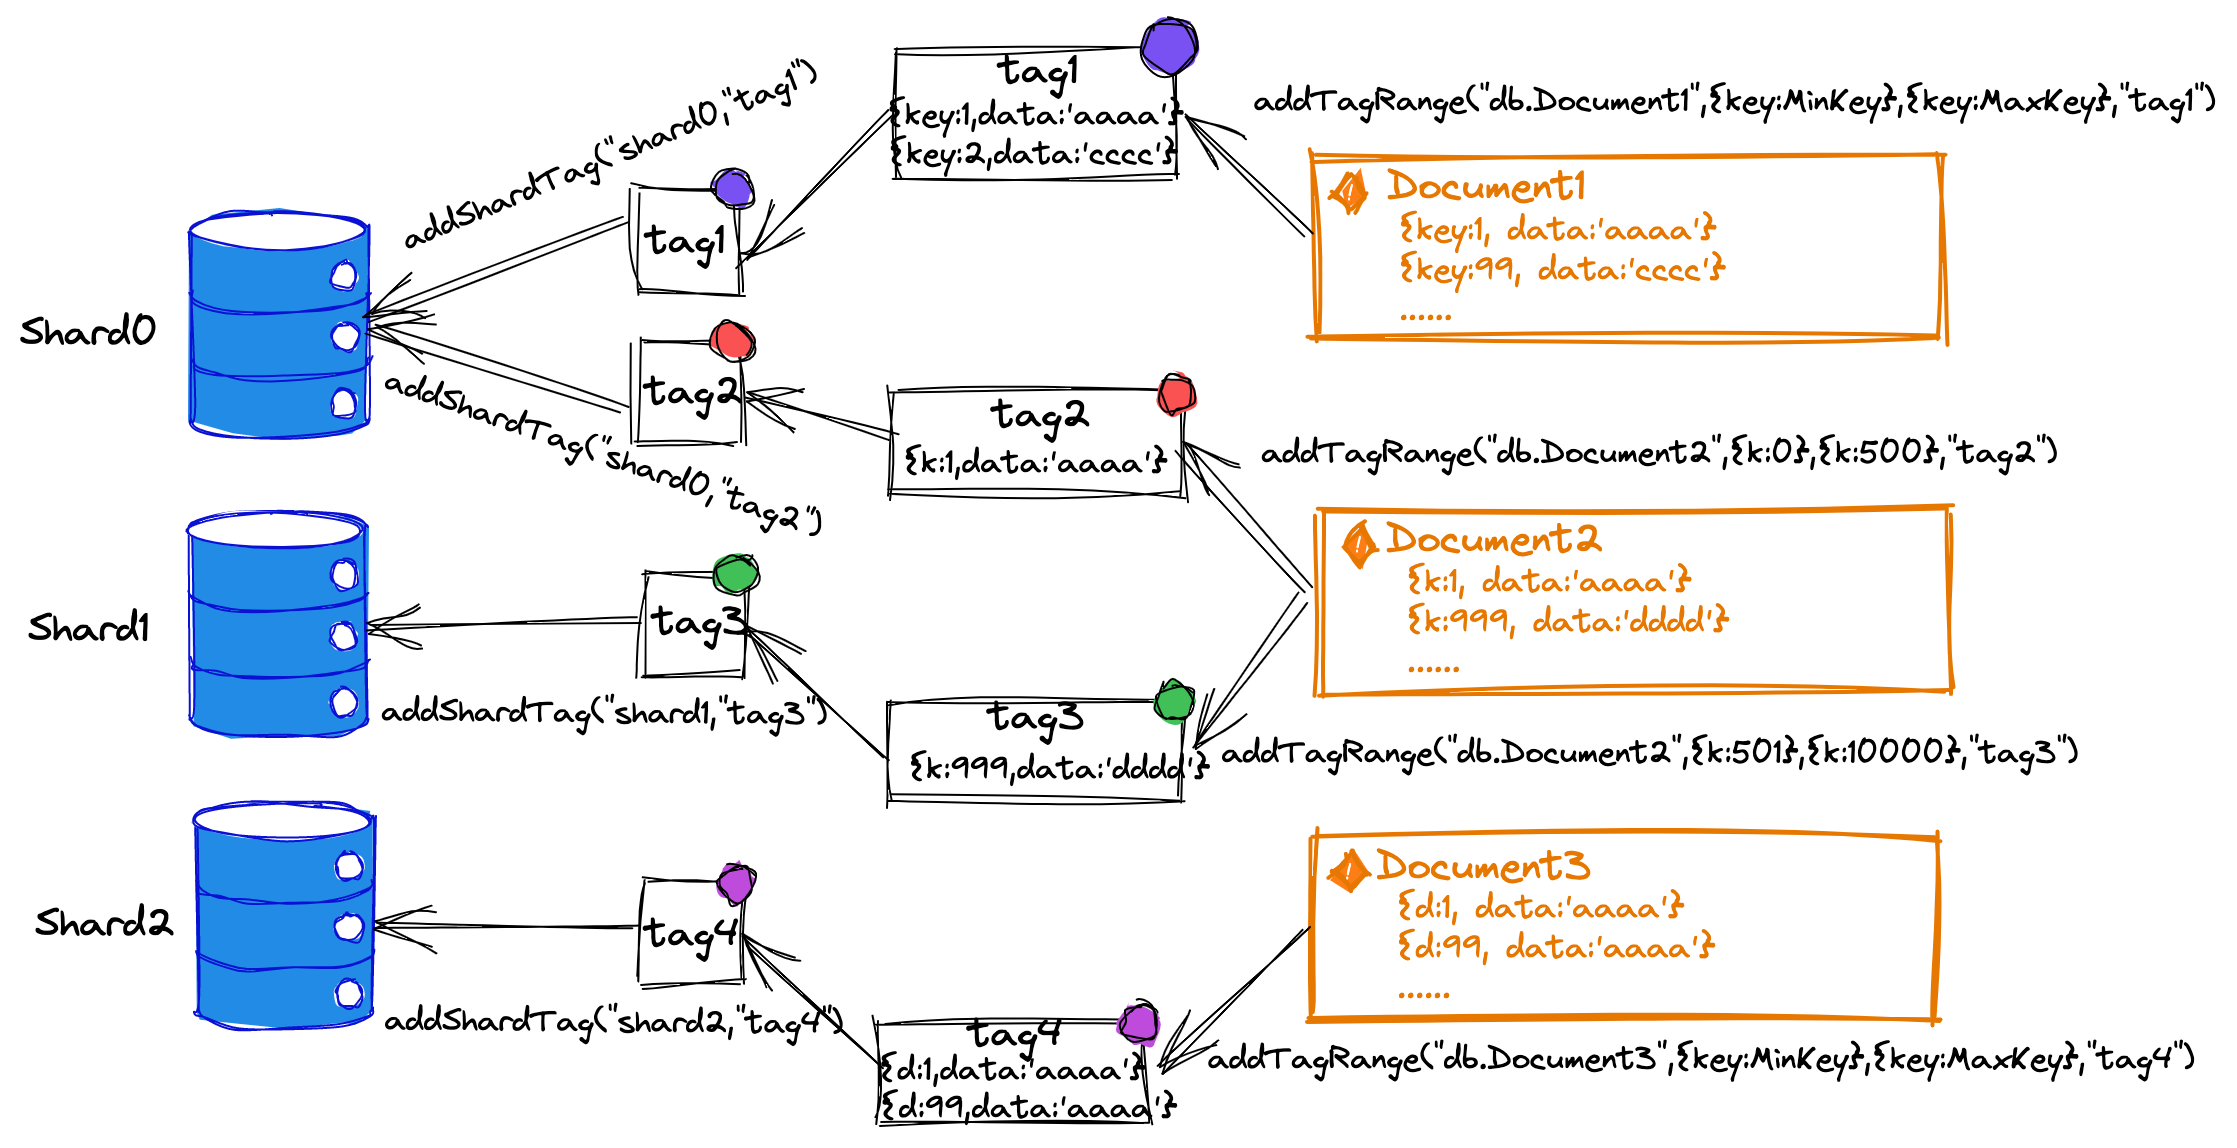 Shard0
addShardTag("shard0,"tag1")
tag1
tag1
{key:1,data:'aaaa'}
{key:2,data:'cccc'}
addTagRange("db.Document1",{key:MinKey},{key:MaxKey},"tag1")
Document1
{key:1, data:'aaaa'}
{key:99, data:'cccc'}
......
addShardTag("shard0,"tag2")
tag2
tag2
{k:1,data:'aaaa'}
addTagRange("db.Document2",{k:0},{k:500},"tag2")
Document2
{k:1, data:'aaaa'}
{k:999, data:'dddd'}
......
Shard1
addShardTag("shard1,"tag3")
tag3
tag3
{k:999,data:'dddd'}
addTagRange("db.Document2",{k:501},{k:10000},"tag3")
Shard2
addShardTag("shard2,"tag4")
tag4
tag4
{d:1,data:'aaaa'}
{d:99,data:'aaaa'}
Document3
{d:1, data:'aaaa'}
{d:99, data:'aaaa'}
......
addTagRange("db.Document3",{key:MinKey},{key:MaxKey},"tag4")